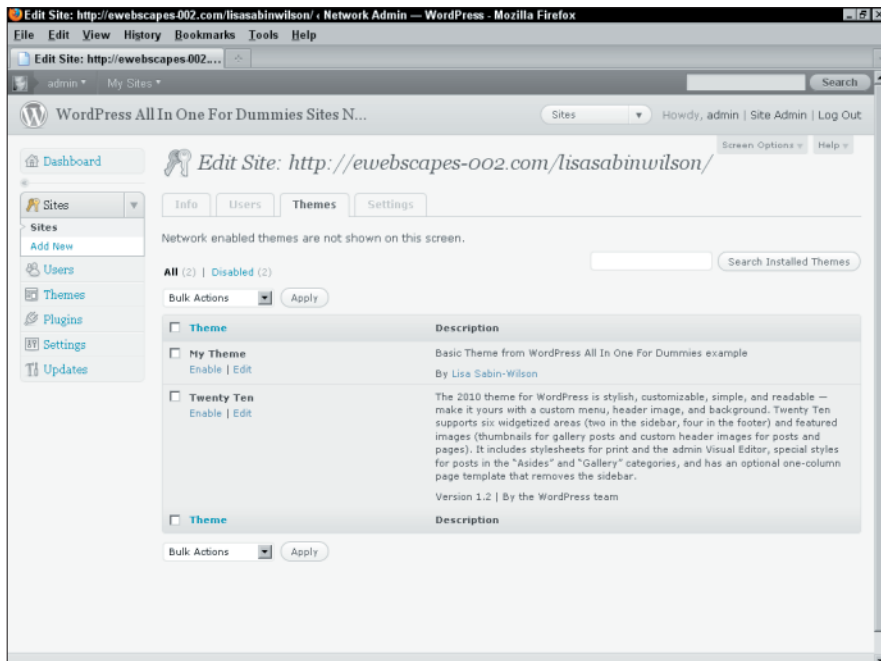 Edit Site: http://ewebscapes-002.com/lisasabinwilson/ ‹ Network Admin — WordPress - Mozilla Firefox
File Edit View History Bookmarks Tools Help
Edit Site: http://ewebscapes-002....
admin My Sites Search
WordPress All In One For Dummies Sites N... Sites Howdy, admin | Site Admin | Log Out
Screen Options Help
Dashboard
Edit Site: http://ewebscapes-002.com/lisasabinwilson/
Sites
Sites
Add New
Users
Themes
Plugins
Settings
Updates
Info Users Themes Settings
Network enabled themes are not shown on this screen.
Search Installed Themes
All (2) | Disabled (2)
Bulk Actions Apply
Theme Description
My Theme Basic Theme from WordPress All In One For Dummies example
Enable | Edit
By Lisa Sabin-Wilson
Twenty Ten The 2010 theme for WordPress is stylish, customizable, simple, and readable —
Enable | Edit make it yours with a custom menu, header image, and background. Twenty Ten
supports six widgetized areas (two in the sidebar, four in the footer) and featured
images (thumbnails for gallery posts and custom header images for posts and
pages). It includes stylesheets for print and the admin Visual Editor, special styles
for posts in the "Asides" and "Gallery" categories, and has an optional one-column
page template that removes the sidebar.
Version 1.2 | By the WordPress team
Theme Description
Bulk Actions Apply